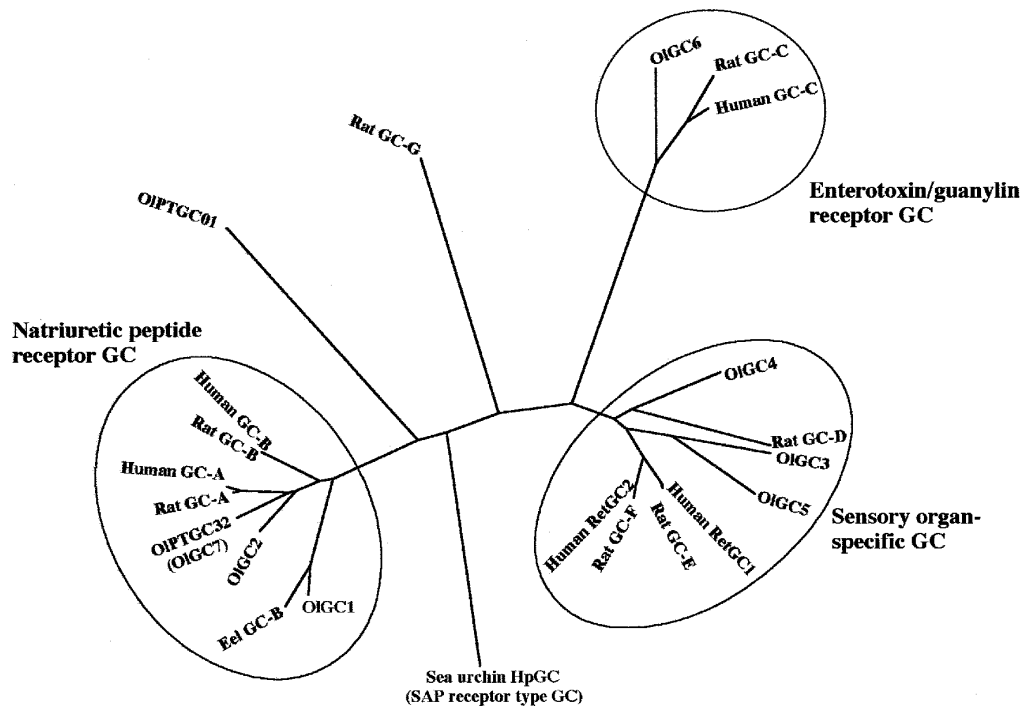 OlGC6
Rat GC-C
Human GC-C
Rat GC-G
Enterotoxin/guanylin
receptor GC
OlPTGC01
Natriuretic peptide
receptor GC
Human GC-B
Rat GC-B
Human GC-A
Rat GC-A
OlPTGC32
(OlGC7)
OlGC2
Eel GC-B
OlGC1
OlGC4
Rat GC-D
OlGC3
OlGC5
Human RetGC2
Rat GC-F
Rat GC-E
Human RetGC1
Sensory organ-
specific GC
Sea urchin HpGC
(SAP receptor type GC)